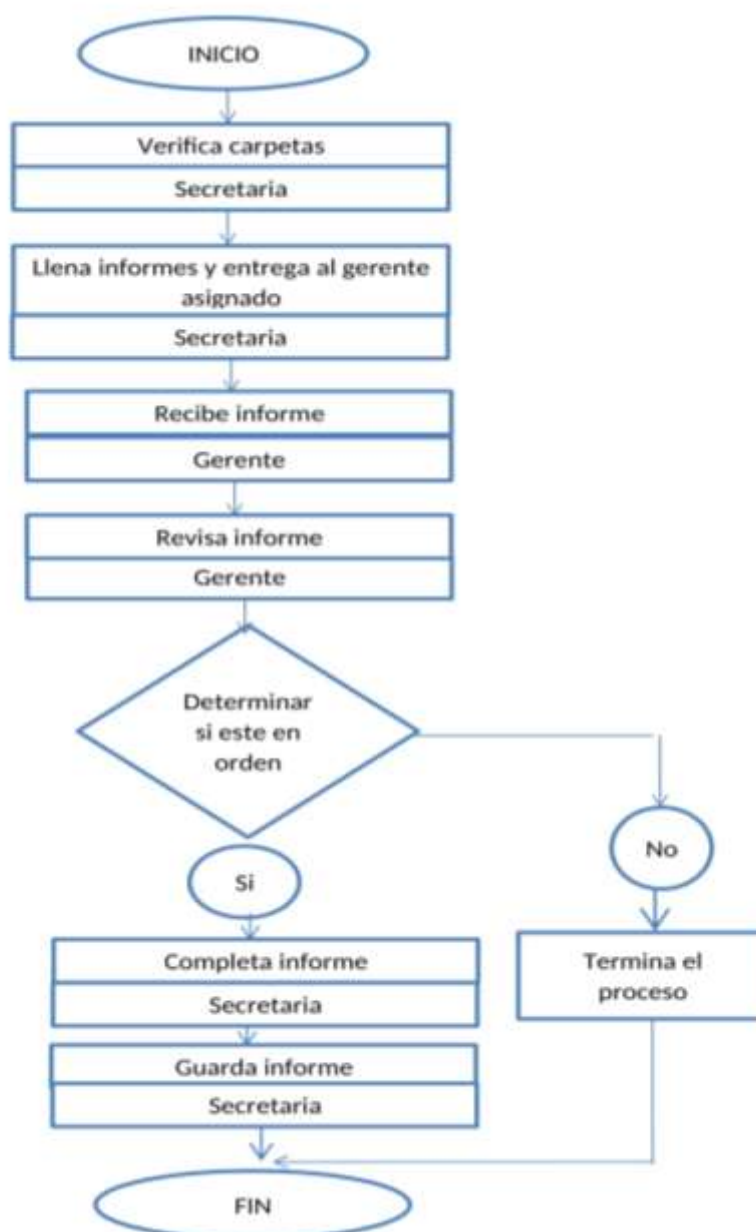 INICIO
Verifica carpetas
Secretaria
Llena informes y entrega al gerente
asignado
Secretaria
Recibe informe
Gerente
Revisa informe
Gerente
Determinar
si este en
orden
Si
No
Completa informe
Secretaria
Termina el
proceso
Guarda informe
Secretaria
FIN